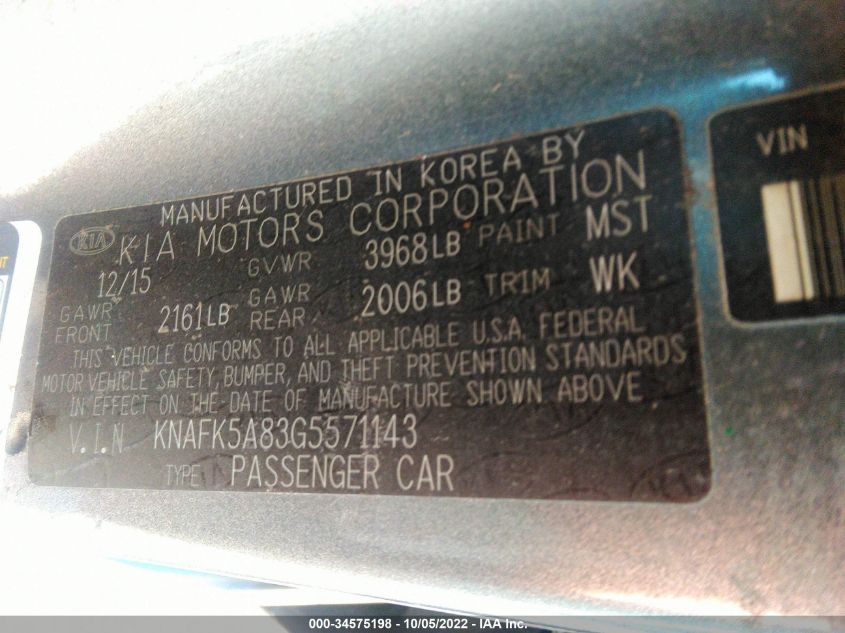 MANUFACTURED IN KOREA BY
KIA KIA MOTORS CORPORATION
12/15 GVWR 3968LB PAINT MST
GAWR FRONT 2161LB GAWR REAR 2006LB TRIM WK
THIS VEHICLE CONFORMS TO ALL APPLICABLE U.S.A. FEDERAL
MOTOR VEHICLE SAFETY, BUMPER, AND THEFT PREVENTION STANDARDS
IN EFFECT ON THE DATE OF MANUFACTURE SHOWN ABOVE
V.I.N KNAFK5A83G5571143
TYPE PASSENGER CAR
VIN
000-34575198 - 10/05/2022 - IAA Inc.